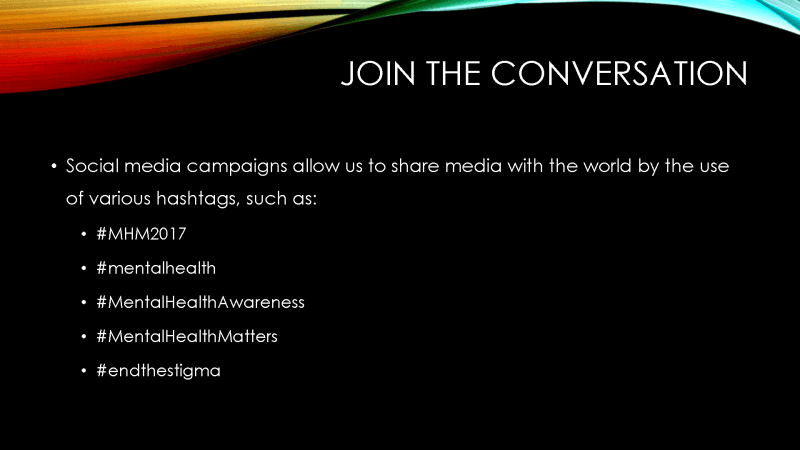 JOIN THE CONVERSATION
• Social media campaigns allow us to share media with the world by the use
of various hashtags, such as:
• #MHM2017
• #mentalhealth
• #MentalHealthAwareness
• #MentalHealthMatters
• #endthestigma